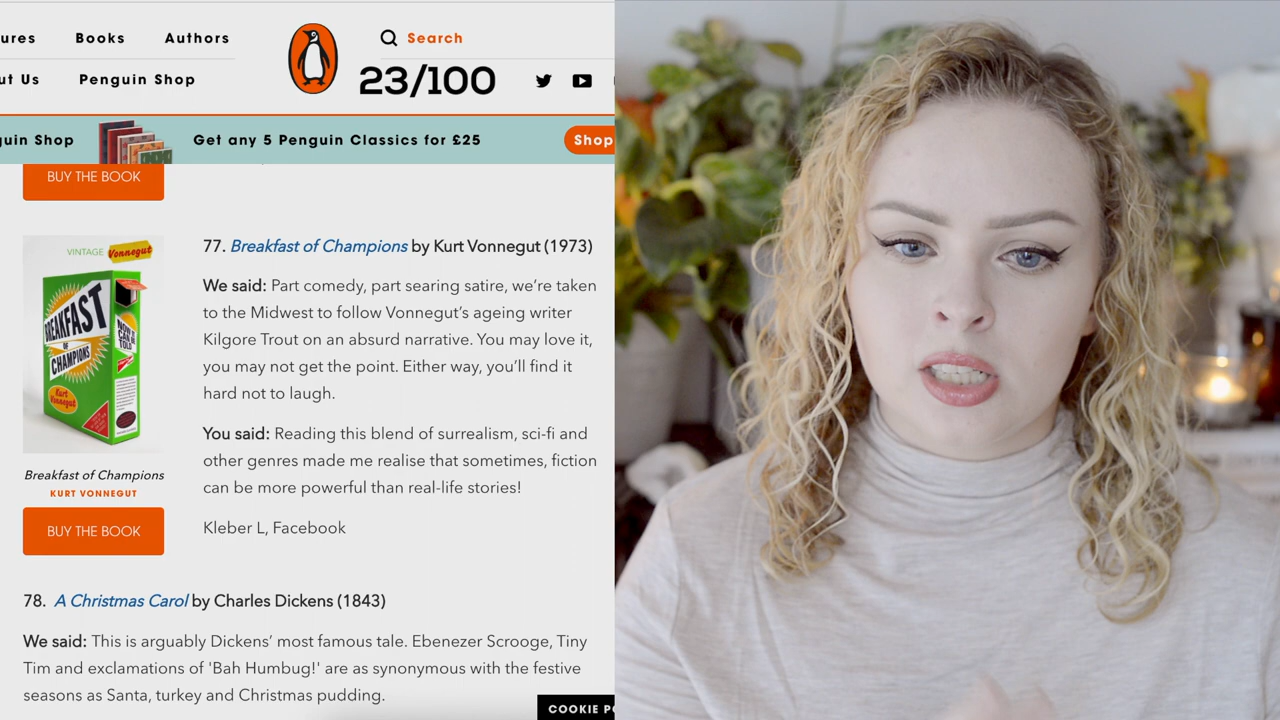 ures Books Authors
Search
ut Us Penguin Shop
23/100
guin Shop Get any 5 Penguin Classics for £25 Shop
BUY THE BOOK
VINTAGE Vonnegut
BREAKFAST
OF
CHAMPIONS
Kurt
Vonnegut
77. Breakfast of Champions by Kurt Vonnegut (1973)
We said: Part comedy, part searing satire, we’re taken
to the Midwest to follow Vonnegut’s ageing writer
Kilgore Trout on an absurd narrative. You may love it,
you may not get the point. Either way, you’ll find it
hard not to laugh.
You said: Reading this blend of surrealism, sci-fi and
other genres made me realise that sometimes, fiction
can be more powerful than real-life stories!
Kleber L, Facebook
Breakfast of Champions
KURT VONNEGUT
BUY THE BOOK
78. A Christmas Carol by Charles Dickens (1843)
We said: This is arguably Dickens’ most famous tale. Ebenezer Scrooge, Tiny
Tim and exclamations of 'Bah Humbug!' are as synonymous with the festive
seasons as Santa, turkey and Christmas pudding.
COOKIE PO